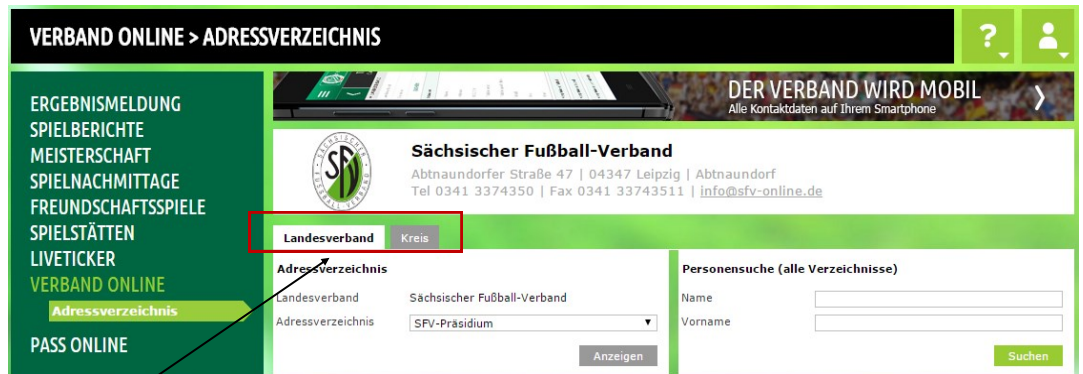 VERBAND ONLINE > ADRESSVERZEICHNIS
?
ERGEBNISMELDUNG
SPIELBERICHTE
MEISTERSCHAFT
SPIELNACHMITTAGE
FREUNDSCHAFTSSPIELE
SPIELSTÄTTEN
LIVETICKER
VERBAND ONLINE
Adressverzeichnis
PASS ONLINE
DER VERBAND WIRD MOBIL
Alle Kontaktdaten auf Ihrem Smartphone
SÄCHSISCHER
SFV
FUSSBALL-VERBAND
Sächsischer Fußball-Verband
Abtnaundorfer Straße 47 | 04347 Leipzig | Abtnaundorf
Tel 0341 3374350 | Fax 0341 33743511 | info@sfv-online.de
Landesverband Kreis
Adressverzeichnis
Landesverband Sächsischer Fußball-Verband
Adressverzeichnis SFV-Präsidium
Anzeigen
Personensuche (alle Verzeichnisse)
Name
Vorname
Suchen